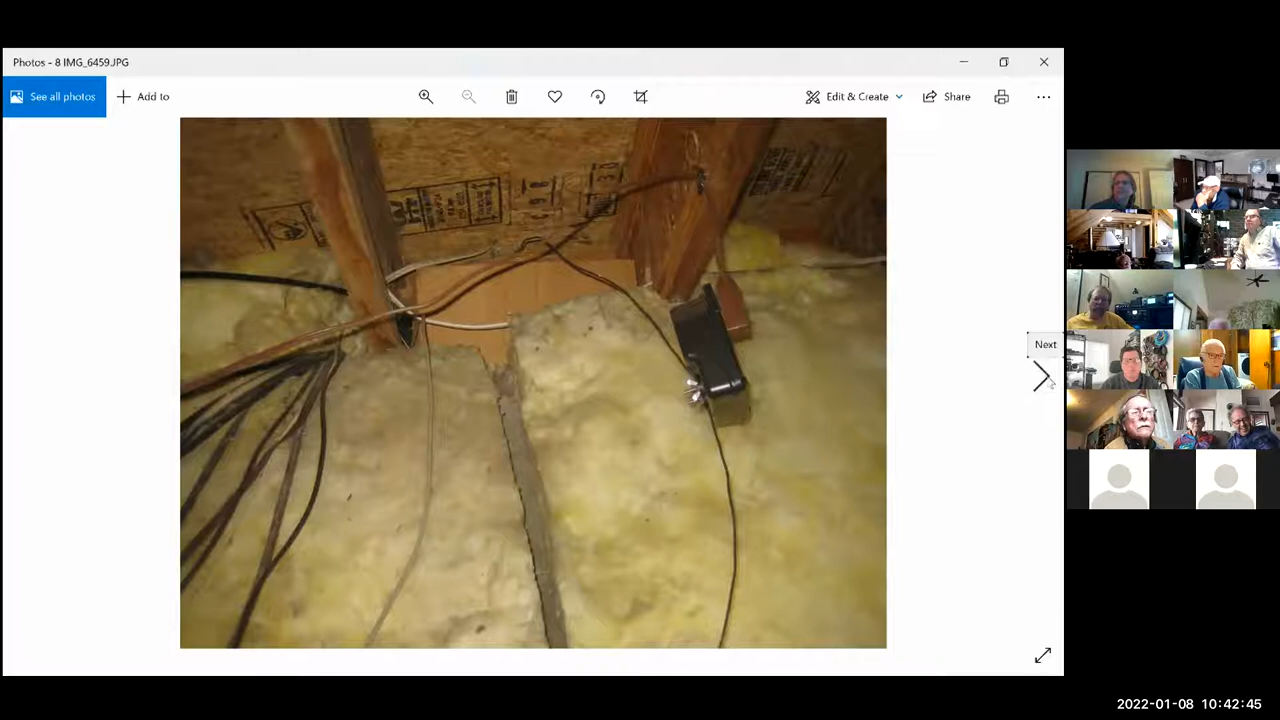 Photos - 8 IMG_6459.JPG
See all photos
Add to
Edit & Create
Share
Next
2022-01-08 10:42:45